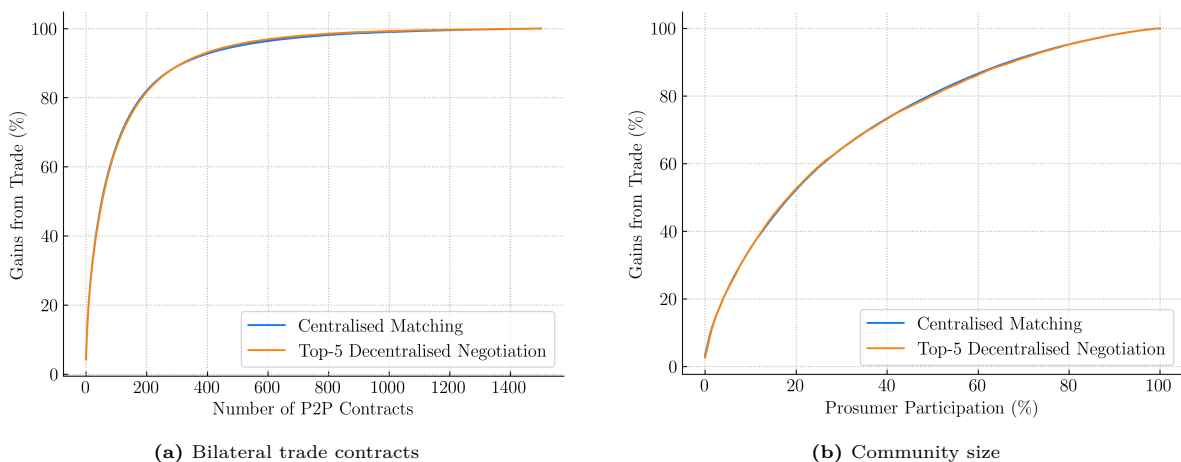 100
80
60
40
20
0
Gains from Trade (%)
0 200 400 600 800 1000 1200 1400
Number of P2P Contracts
Centralised Matching
Top-5 Decentralised Negotiation
(a) Bilateral trade contracts
100
80
60
40
20
0
Gains from Trade (%)
0 20 40 60 80 100
Prosumer Participation (%)
Centralised Matching
Top-5 Decentralised Negotiation
(b) Community size